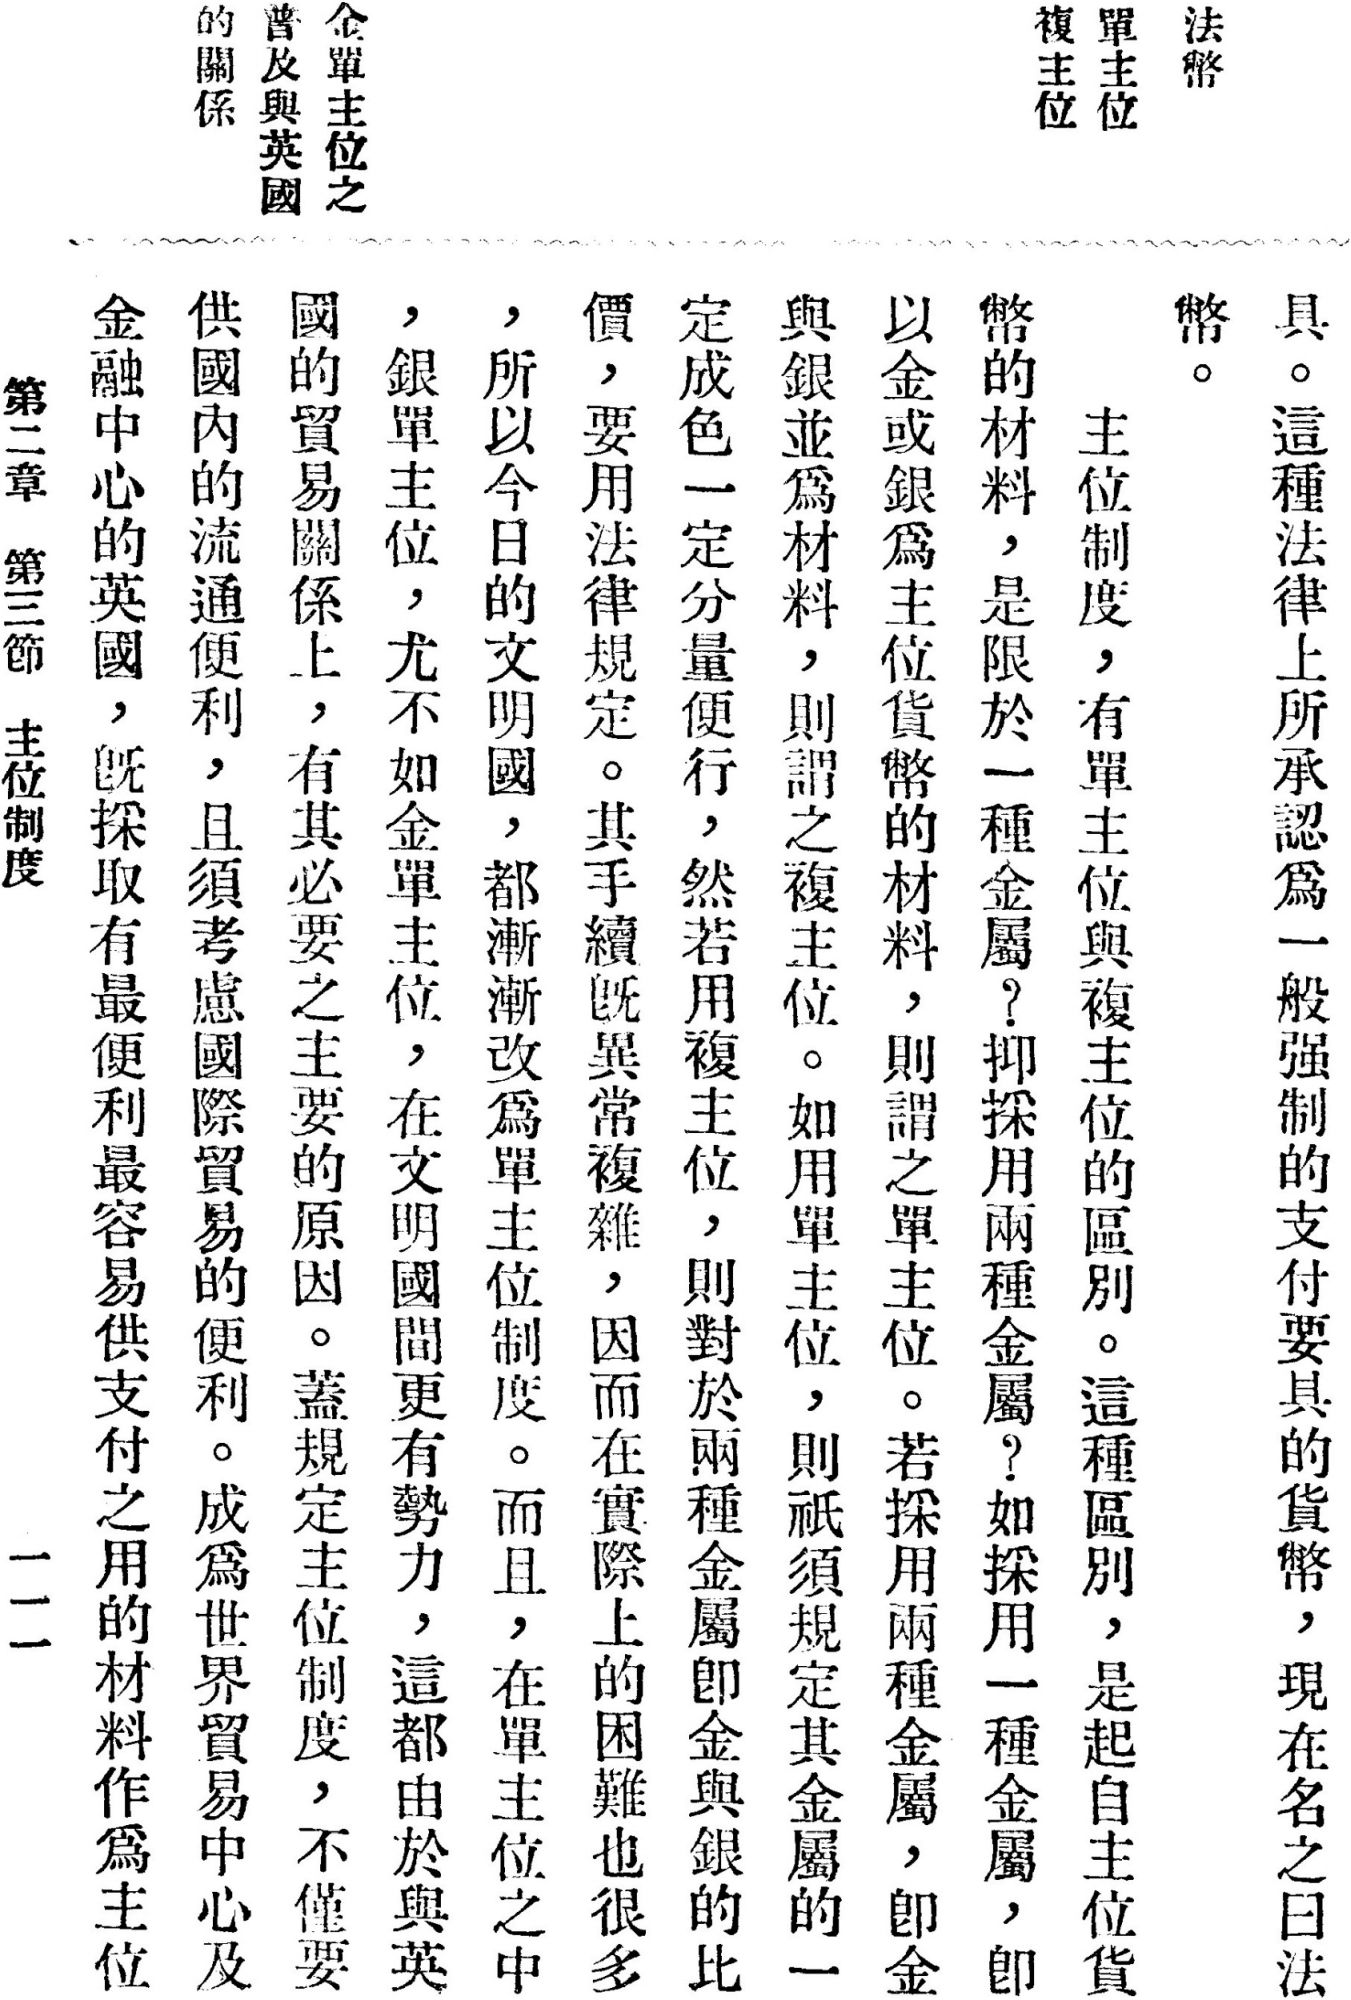 法幣
單主位
複主位
金單主位之
普及與英國
的關係
具。這種法律上所承認爲一般强制的支付要具的貨幣，現在名之曰法
幣。
主位制度，有單主位與複主位的區別。這種區別，是起自主位貨
幣的材料，是限於一種金屬？抑採用兩種金屬？如採用一種金屬，卽
以金或銀爲主位貨幣的材料，則謂之單主位。若採用兩種金屬，卽金
與銀並爲材料，則謂之複主位。如用單主位，則祇須規定其金屬的一
定成色一定分量便行，然若用複主位，則對於兩種金屬卽金與銀的比
價，要用法律規定。其手續旣異常複雜，因而在實際上的困難也很多
，所以今日的文明國，都漸漸改爲單主位制度。而且，在單主位之中
，銀單主位，尤不如金單主位，在文明國間更有勢力，這都由於與英
國的貿易關係上，有其必要之主要的原因。蓋規定主位制度，不僅要
供國內的流通便利，且須考慮國際貿易的便利。成爲世界貿易中心及
金融中心的英國，旣採取有最便利最容易供支付之用的材料作爲主位
第二章　第三節　主位制度
一一一